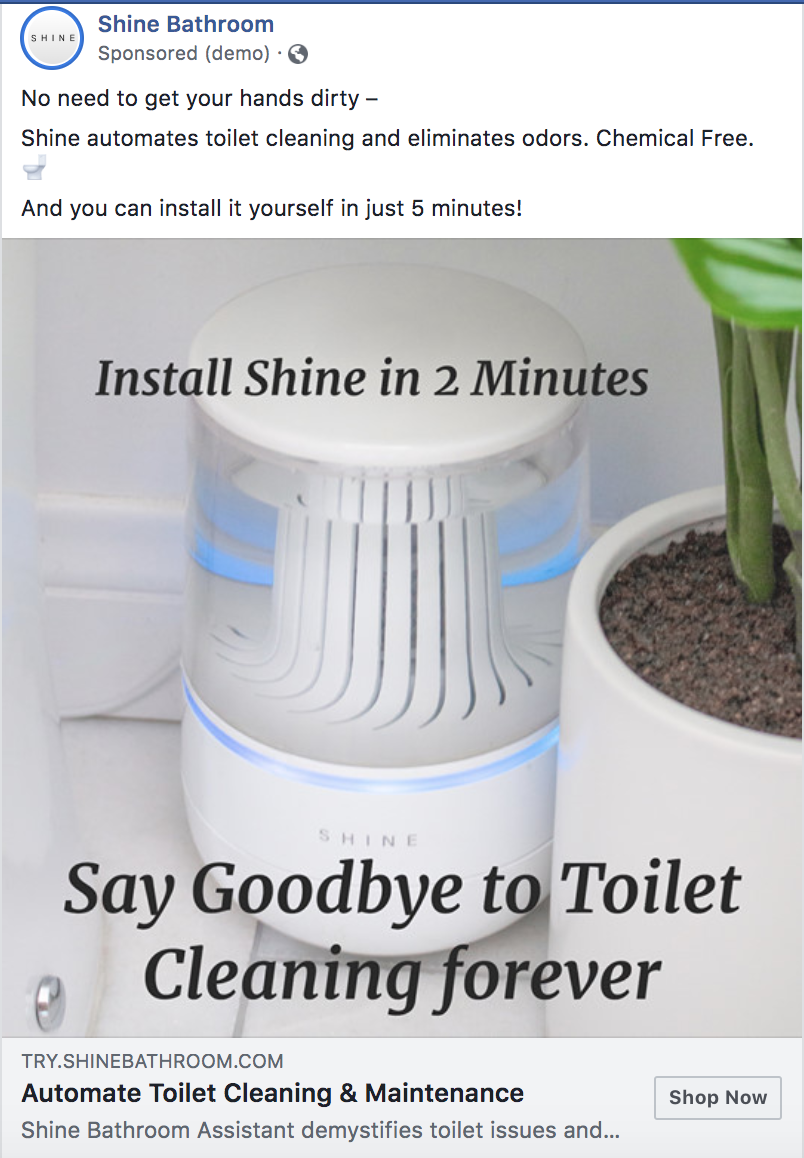 SHINE
Shine Bathroom
Sponsored (demo) ·
No need to get your hands dirty –
Shine automates toilet cleaning and eliminates odors. Chemical Free.
🚽
And you can install it yourself in just 5 minutes!
Install Shine in 2 Minutes
SHINE
Say Goodbye to Toilet
Cleaning forever
TRY.SHINEBATHROOM.COM
Automate Toilet Cleaning & Maintenance
Shop Now
Shine Bathroom Assistant demystifies toilet issues and...